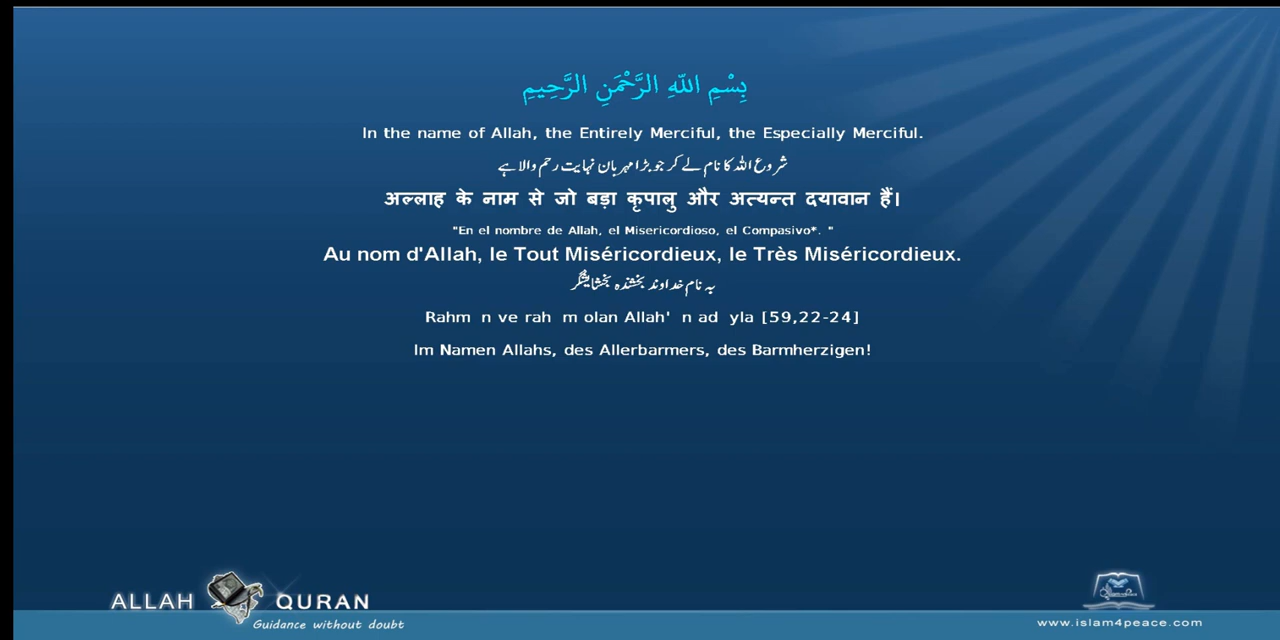 بِسْمِ اللّٰهِ الرَّحْمَنِ الرَّحِيمِ
In the name of Allah, the Entirely Merciful, the Especially Merciful.
شروع اللہ کا نام لے کر جو بڑا مہربان نہایت رحم والا ہے
अल्लाह के नाम से जो बड़ा कृपालु और अत्यन्त दयावान हैं।
"En el nombre de Allah, el Misericordioso, el Compasivo*. "
Au nom d'Allah, le Tout Miséricordieux, le Très Miséricordieux.
به نام خداوند بخشنده بخشایشگر
Rahm n ve rah m olan Allah' n ad yla [59,22-24]
Im Namen Allahs, des Allerbarmers, des Barmherzigen!
ALLAH QURAN
Guidance without doubt
www.islam4peace.com